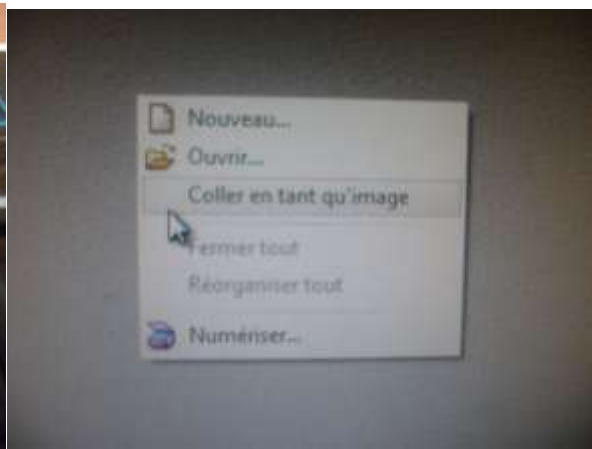 Nouveau...
Ouvrir...
Coller en tant qu'image
Fermer tout
Réorganiser tout
Numériser...